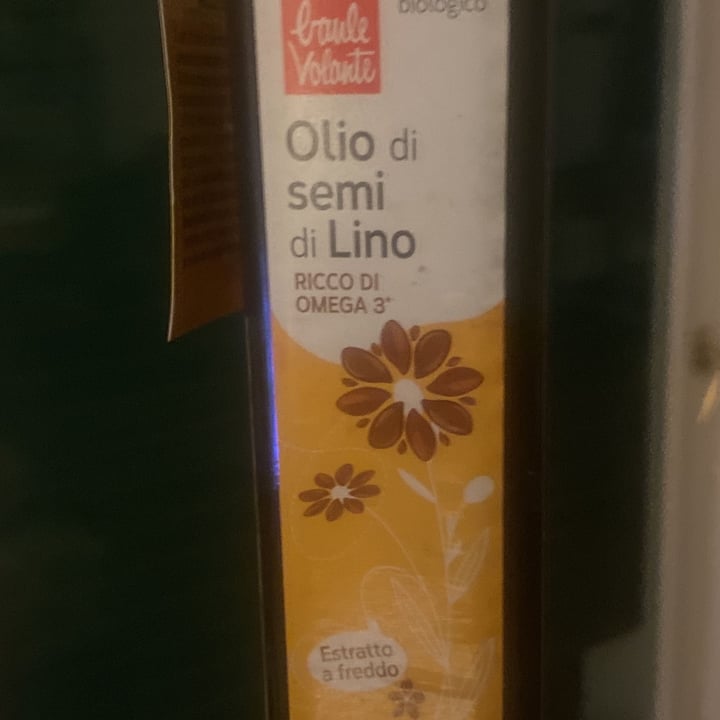 biologico
baule
Volante
Olio di
semi
di Lino
RICCO DI
OMEGA 3*
Estratto
a freddo